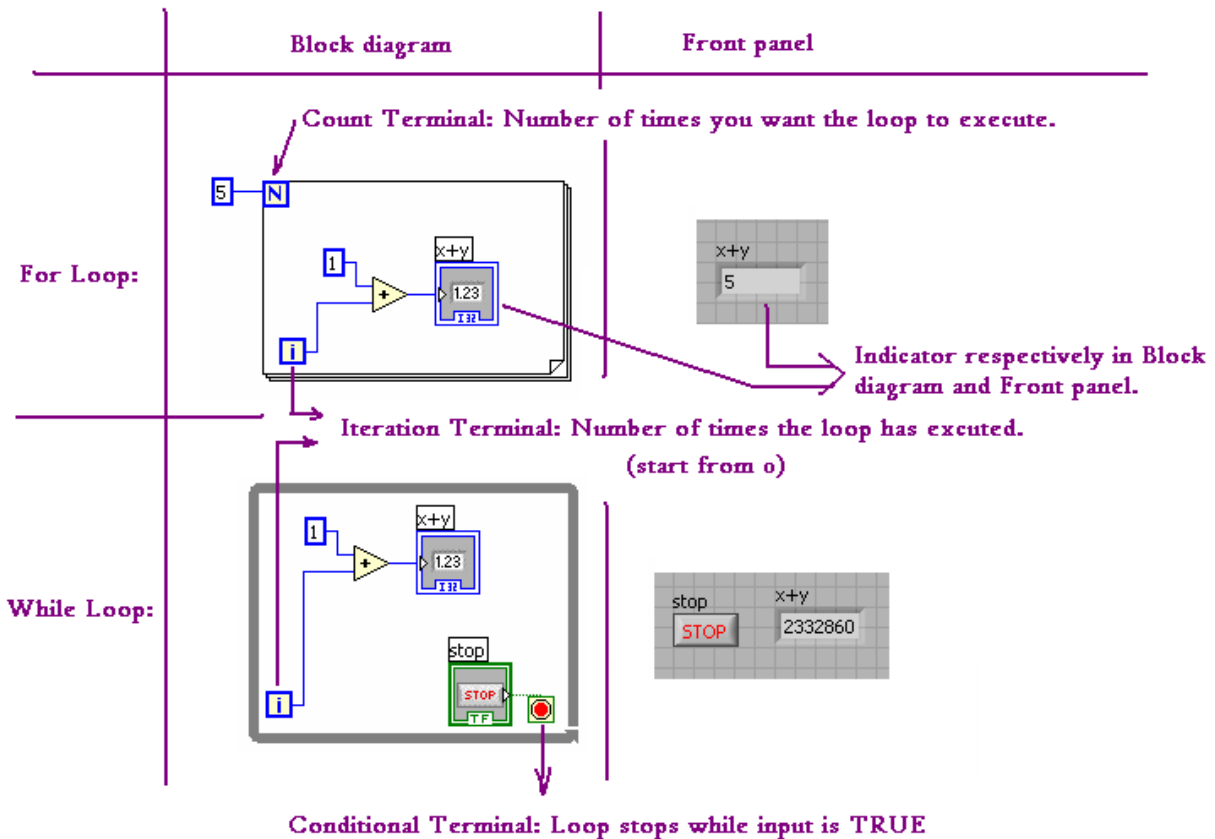 Block diagram
Front panel
Count Terminal: Number of times you want the loop to execute.
5
N
For Loop:
x+y
1
+
1.23
I32
i
x+y
5
Indicator respectively in Block
diagram and Front panel.
Iteration Terminal: Number of times the loop has excuted.
(start from 0)
While Loop:
x+y
1
+
1.23
I32
stop
STOP
TF
i
stop
STOP
x+y
2332860
Conditional Terminal: Loop stops while input is TRUE